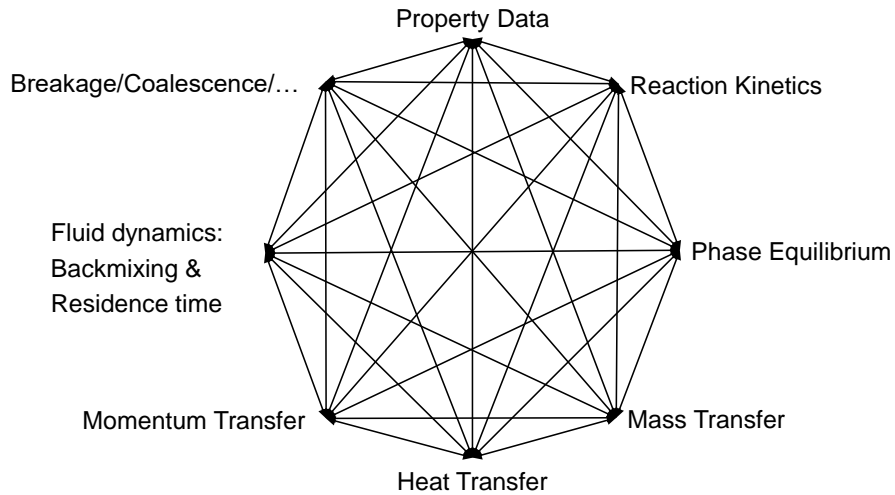 Property Data
Breakage/Coalescence/…
Reaction Kinetics
Fluid dynamics:
Backmixing &
Residence time
Phase Equilibrium
Momentum Transfer
Mass Transfer
Heat Transfer